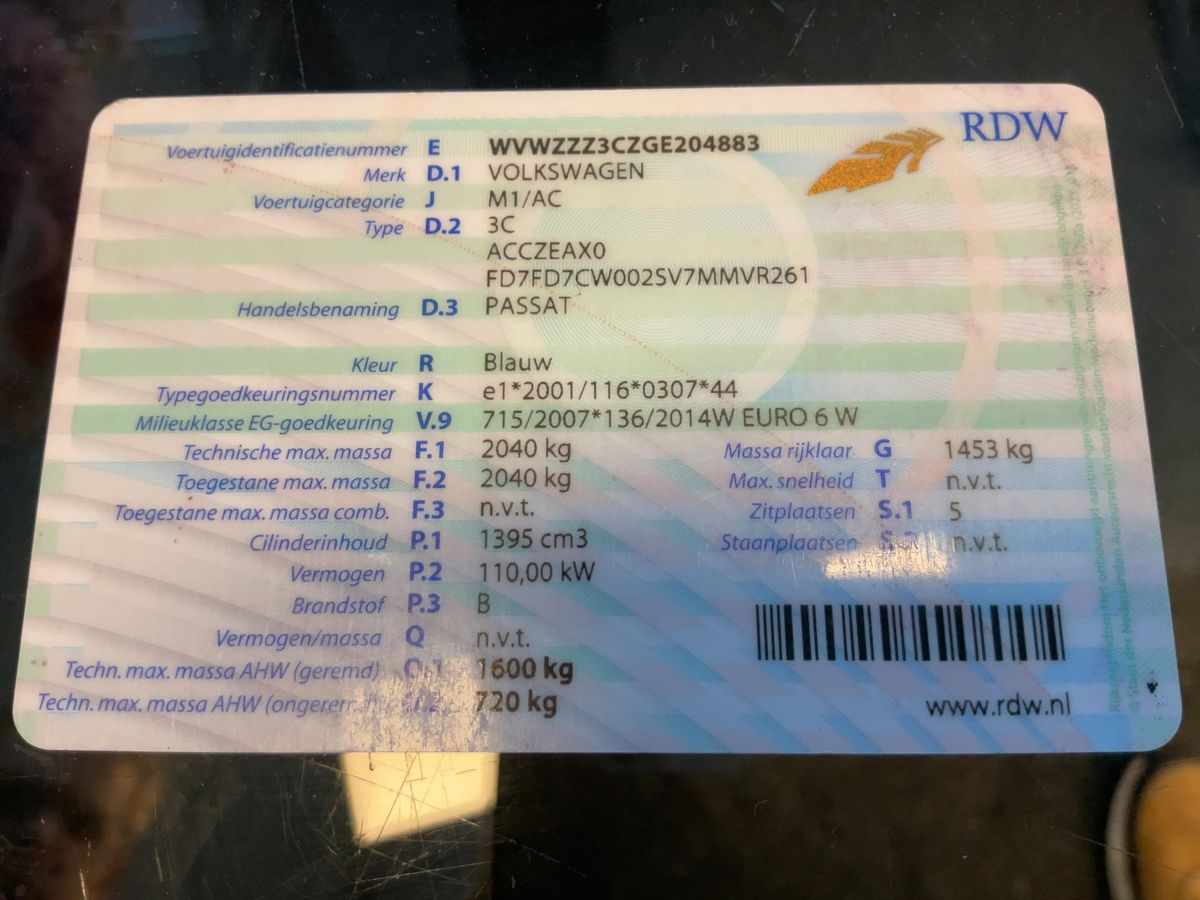 RDW
Voertuigidentificatienummer E WVWZZZ3CZGE204883
Merk D.1 VOLKSWAGEN
Voertuigcategorie J M1/AC
Type D.2 3C
ACCZEAX0
FD7FD7CW002SV7MMVR261
Handelsbenaming D.3 PASSAT
Kleur R Blauw
Typegoedkeuringsnummer K e1*2001/116*0307*44
Milieuklasse EG-goedkeuring V.9 715/2007*136/2014W EURO 6 W
Technische max. massa F.1 2040 kg Massa rijklaar G 1453 kg
Toegestane max. massa F.2 2040 kg Max. snelheid T n.v.t.
Toegestane max. massa comb. F.3 n.v.t. Zitplaatsen S.1 5
Cilinderinhoud P.1 1395 cm3 Staanplaatsen S.2 n.v.t.
Vermogen P.2 110,00 kW
Brandstof P.3 B
Vermogen/massa Q n.v.t.
Techn. max. massa AHW (geremd) O.1 1600 kg
Techn. max. massa AHW (ongeremd) O.2 720 kg
www.rdw.nl